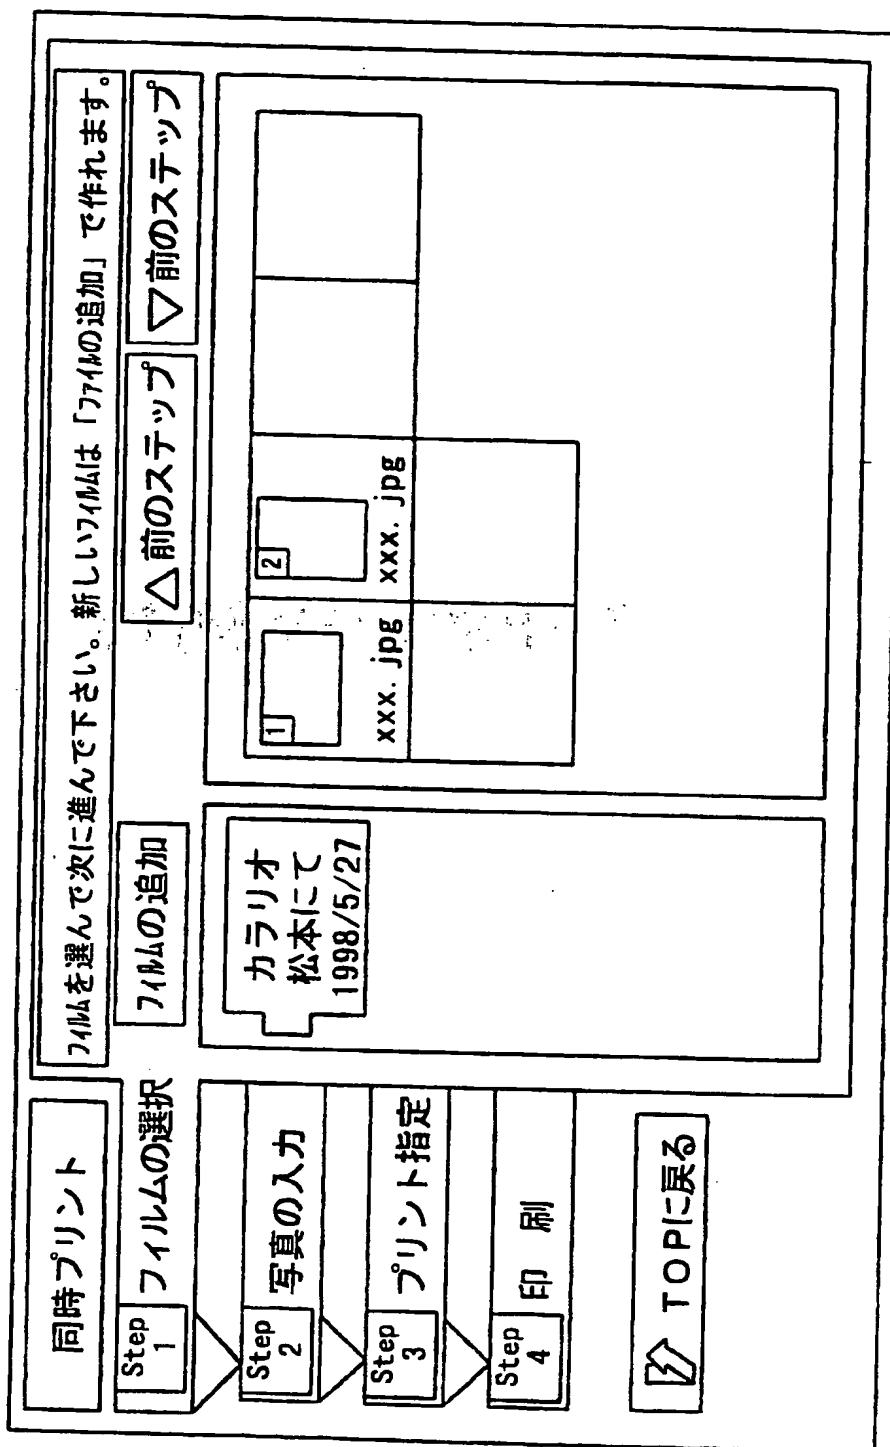 同時プリント
フィルムを選んで次に進んで下さい。新しいフィルムは「ファイルの追加」で作れます。
Step 1 フィルムの選択
フィルムの追加
△前のステップ
▽前のステップ
Step 2 写真の入力
Step 3 プリント指定
Step 4 印 刷
TOPに戻る
カラリオ
松本にて
1998/5/27
1
xxx. jpg
2
xxx. jpg